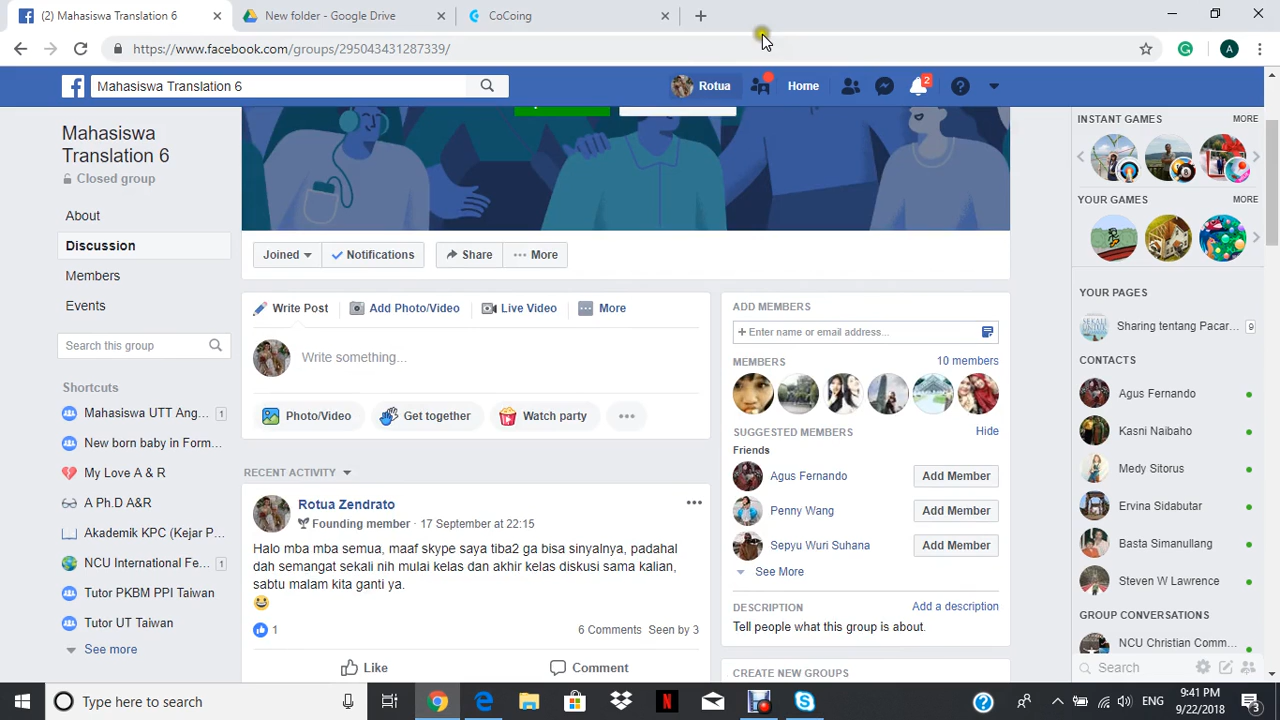 (2) Mahasiswa Translation 6
New folder - Google Drive
CoCoing
https://www.facebook.com/groups/295043431287339/
A
Mahasiswa Translation 6
Rotua
Home
2
Mahasiswa
Translation 6
Closed group
About
Discussion
Members
Events
Search this group
Shortcuts
Mahasiswa UTT Ang... 1
New born baby in Form...
My Love A & R
A Ph.D A&R
Akademik KPC (Kejar P...
NCU International Fe... 1
Tutor PKBM PPI Taiwan
Tutor UT Taiwan
See more
Joined
Notifications
Share
More
Write Post
Add Photo/Video
Live Video
More
Write something...
Photo/Video
Get together
Watch party
RECENT ACTIVITY
Rotua Zendrato
Founding member · 17 September at 22:15
Halo mba mba semua, maaf skype saya tiba2 ga bisa sinyalnya, padahal
dah semangat sekali nih mulai kelas dan akhir kelas diskusi sama kalian,
sabtu malam kita ganti ya.
1
6 Comments Seen by 3
Like
Comment
ADD MEMBERS
+ Enter name or email address...
MEMBERS
10 members
SUGGESTED MEMBERS
Hide
Friends
Agus Fernando
Add Member
Penny Wang
Add Member
Sepyu Wuri Suhana
Add Member
See More
DESCRIPTION
Add a description
Tell people what this group is about.
CREATE NEW GROUPS
INSTANT GAMES
MORE
YOUR GAMES
MORE
YOUR PAGES
Sharing tentang Pacar... 9
CONTACTS
Agus Fernando
Kasni Naibaho
Medy Sitorus
Ervina Sidabutar
Basta Simamundi
Steven W Lawrence
GROUP CONVERSATIONS
NCU Christian Comm...
Search
Type here to search
ENG
9:41 PM
9/22/2018
3